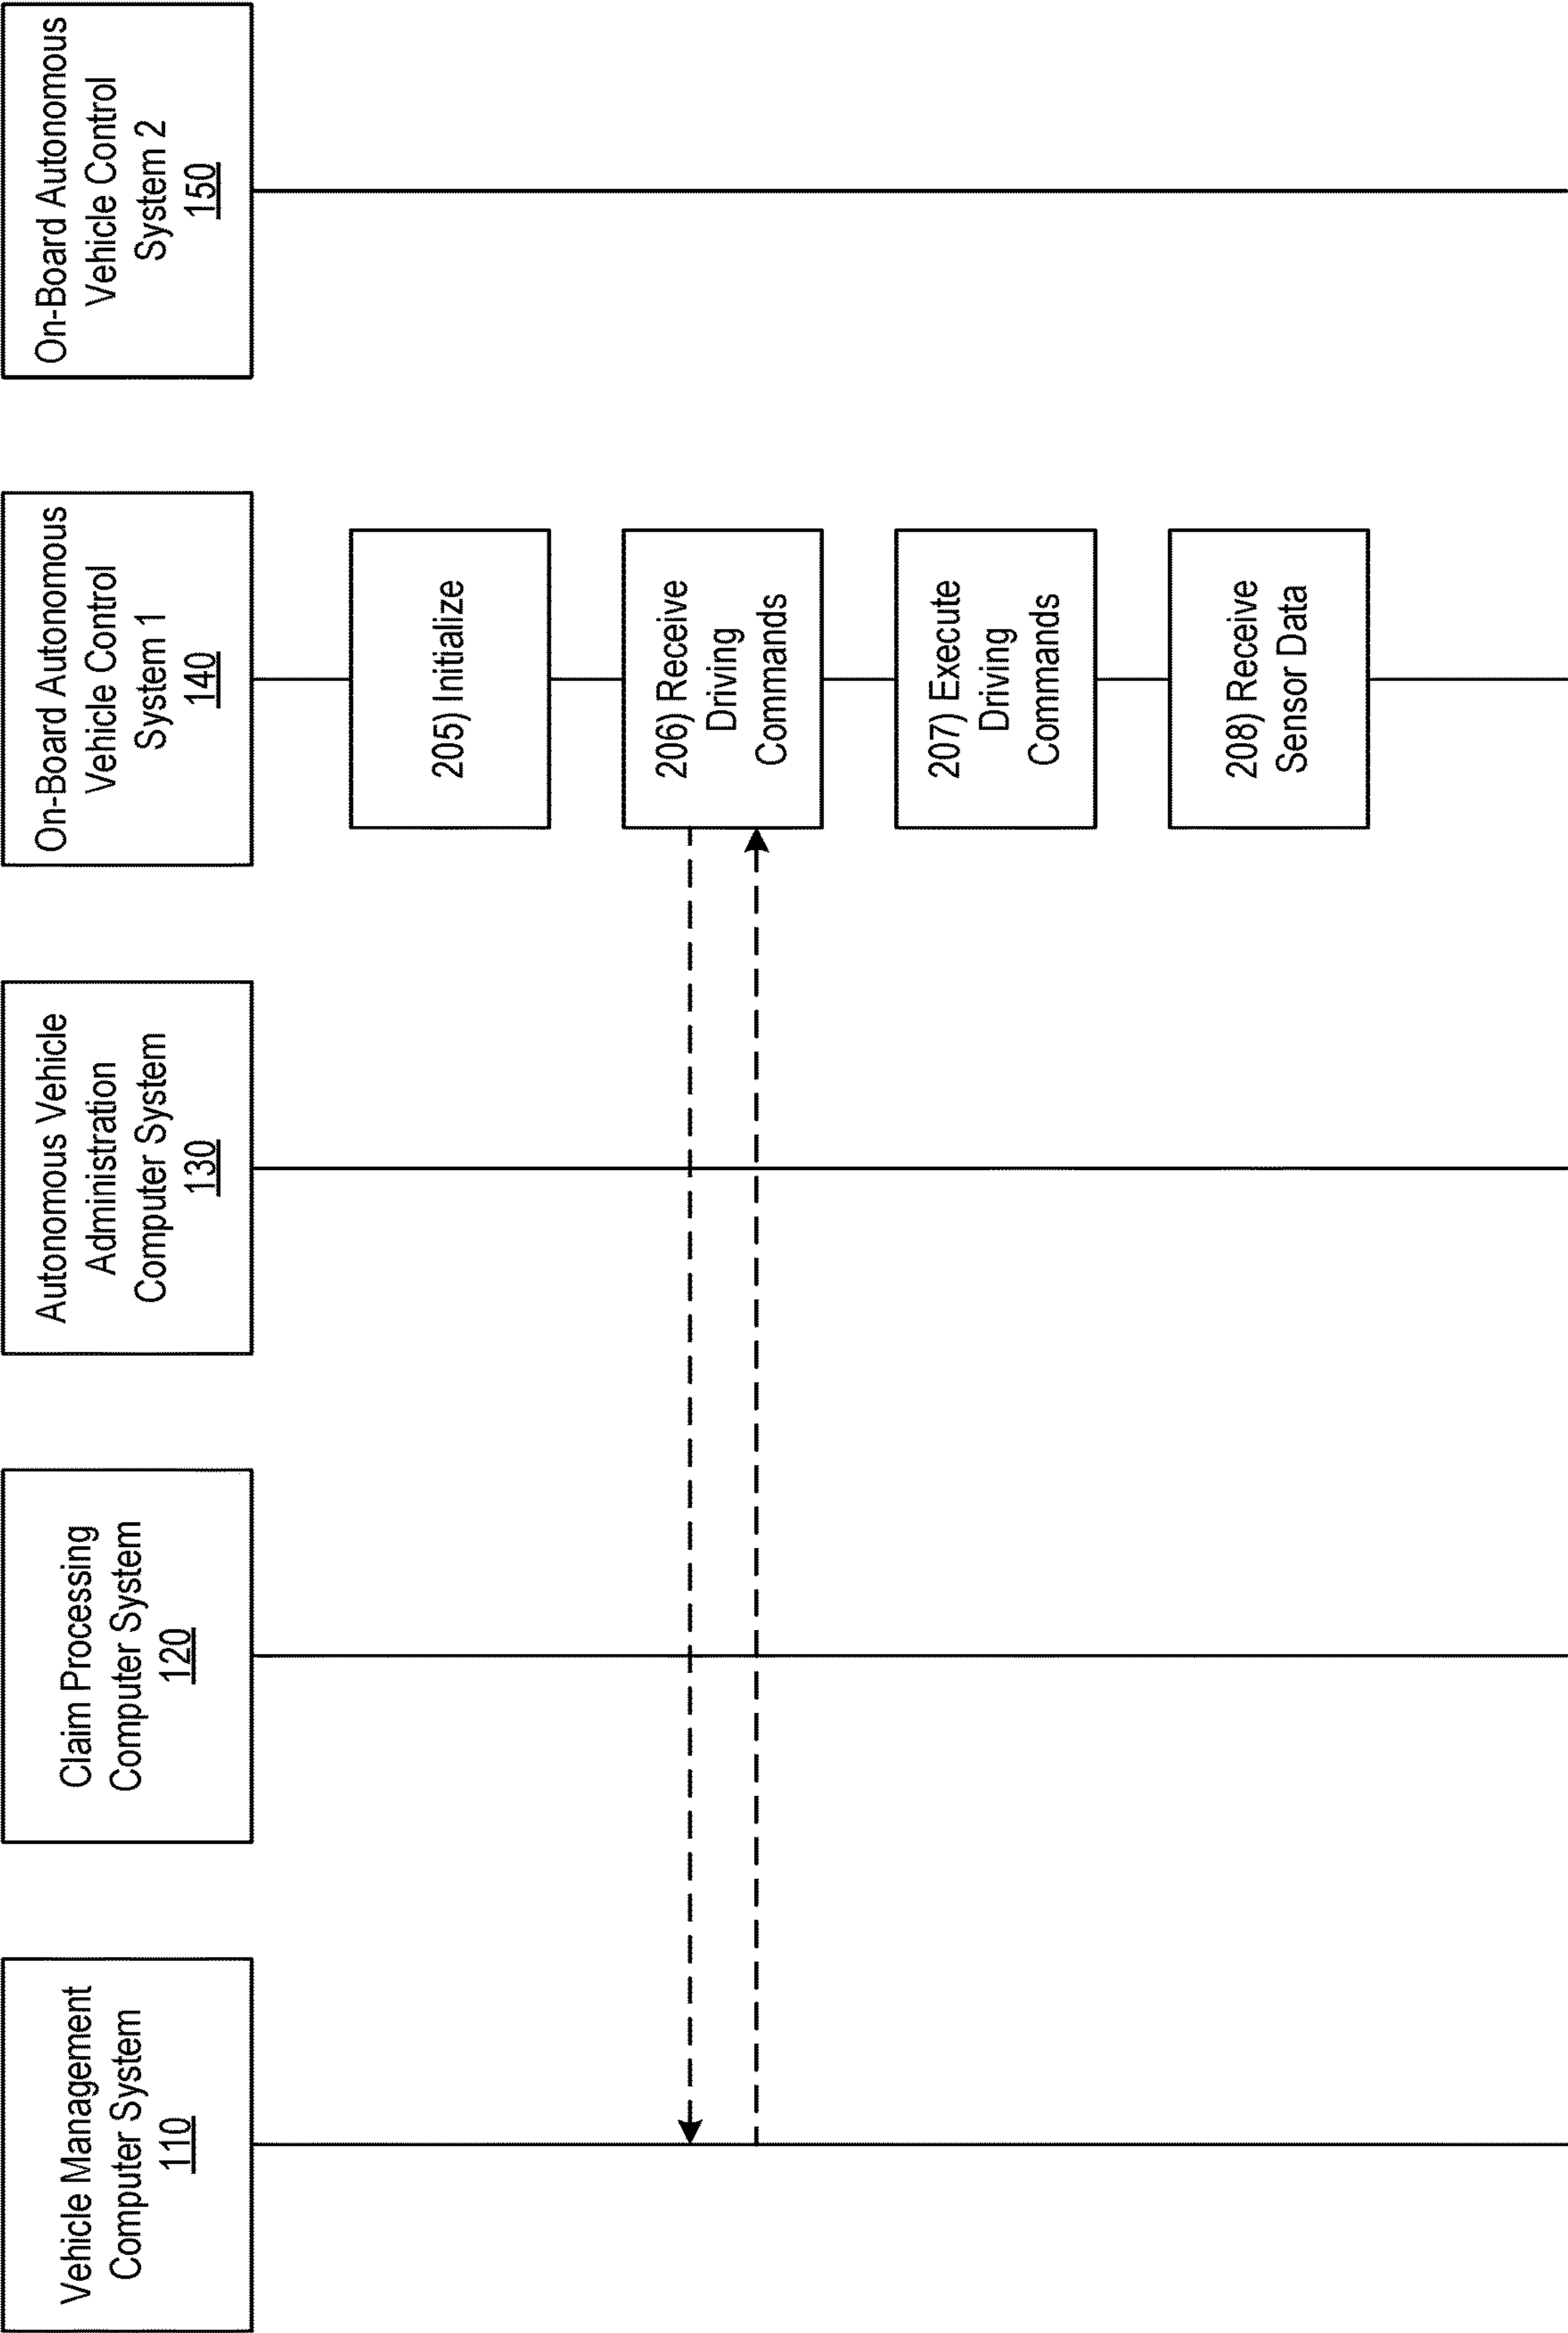 Vehicle Management
Computer System
110
Claim Processing
Computer System
120
Autonomous Vehicle
Administration
Computer System
130
On-Board Autonomous
Vehicle Control
System 1
140
On-Board Autonomous
Vehicle Control
System 2
150
205) Initialize
206) Receive
Driving
Commands
207) Execute
Driving
Commands
208) Receive
Sensor Data